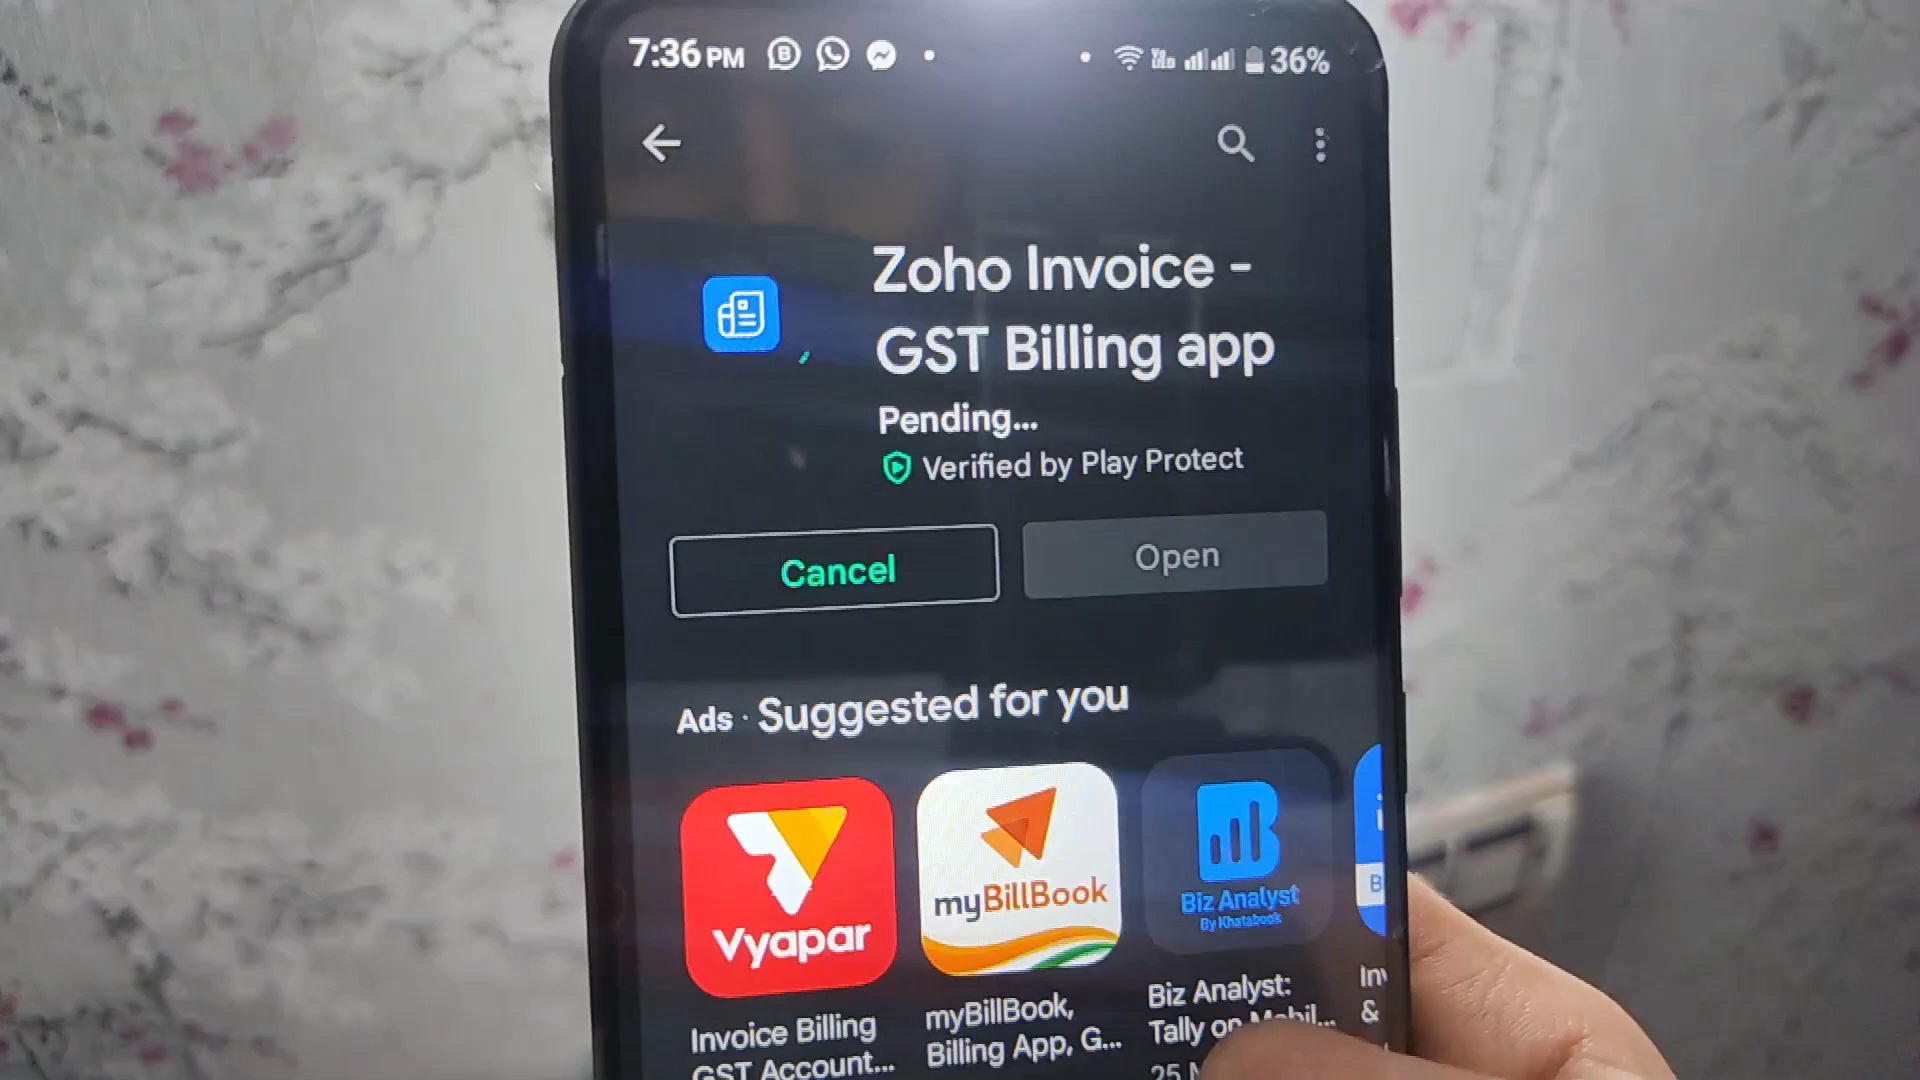 7:36 PM
36%
Zoho Invoice -
GST Billing app
Pending...
Verified by Play Protect
Cancel
Open
Ads · Suggested for you
Vyapar
myBillBook
Biz Analyst
By Khatabook
Invoice Billing
GST Account...
myBillBook,
Billing App, G...
Biz Analyst:
Tally on Mobil...
25
Inv
&